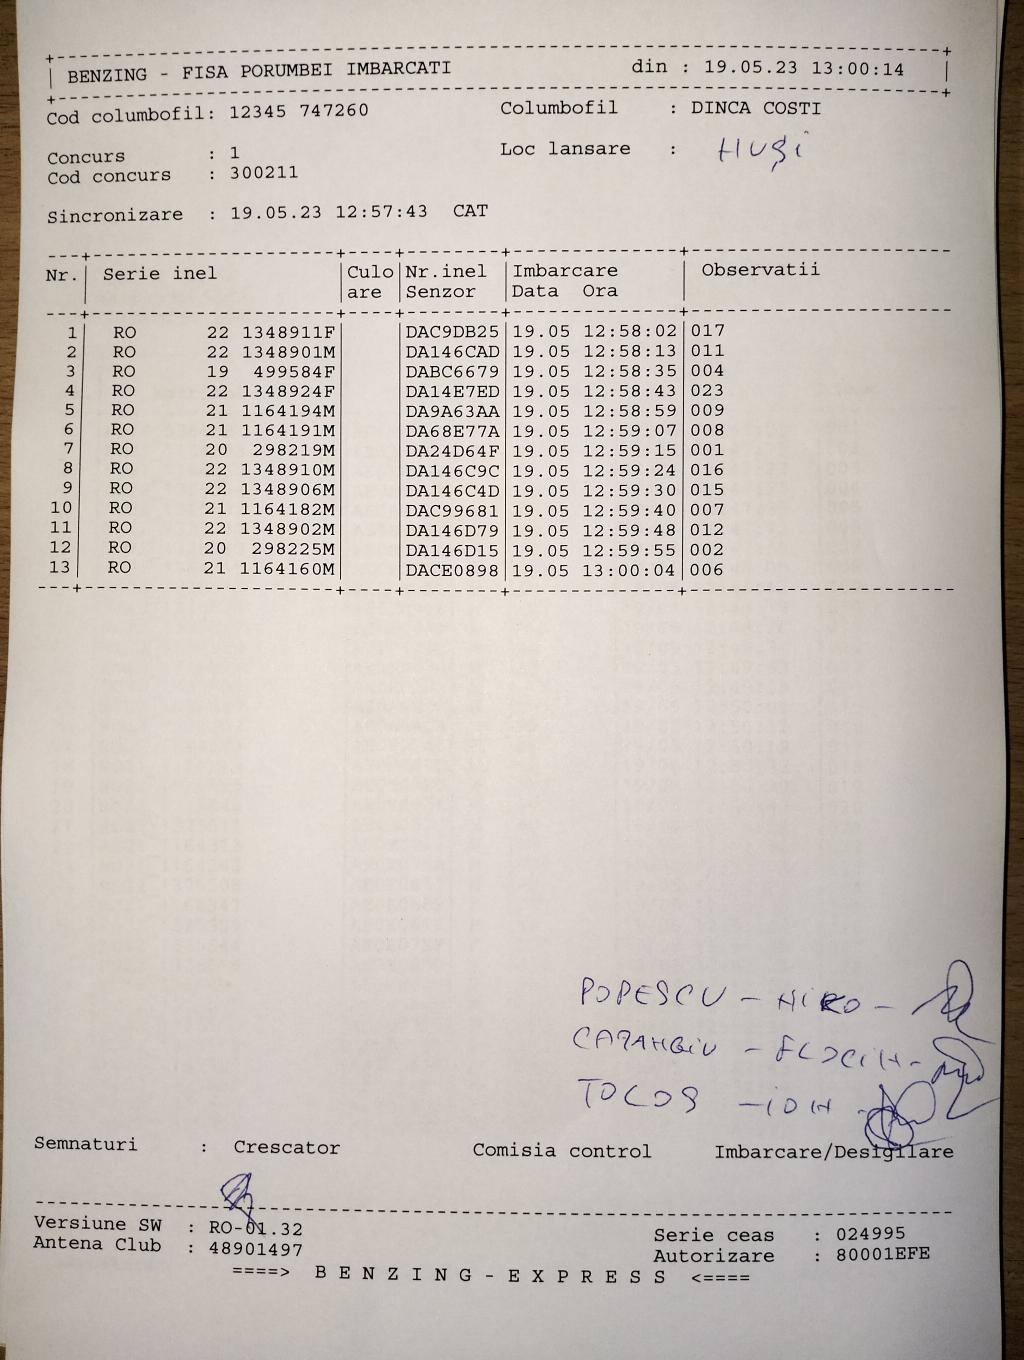 BENZING - FISA PORUMBEI IMBARCATI din : 19.05.23 13:00:14
Cod columbofil: 12345 747260 Columbofil : DINCA COSTI
Concurs : 1 Loc lansare : HUȘI
Cod concurs : 300211
Sincronizare : 19.05.23 12:57:43 CAT
Nr. Serie inel Culo Nr.inel Imbarcare Observatii
are Senzor Data Ora
1 RO 22 1348911F DAC9DB25 19.05 12:58:02 017
2 RO 22 1348901M DA146CAD 19.05 12:58:13 011
3 RO 19 499584F DABC6679 19.05 12:58:35 004
4 RO 22 1348924F DA14E7ED 19.05 12:58:43 023
5 RO 21 1164194M DA9A63AA 19.05 12:58:59 009
6 RO 21 1164191M DA68E77A 19.05 12:59:07 008
7 RO 20 298219M DA24D64F 19.05 12:59:15 001
8 RO 22 1348910M DA146C9C 19.05 12:59:24 016
9 RO 22 1348906M DA146C4D 19.05 12:59:30 015
10 RO 21 1164182M DAC99681 19.05 12:59:40 007
11 RO 22 1348902M DA146D79 19.05 12:59:48 012
12 RO 20 298225M DA146D15 19.05 12:59:55 002
13 RO 21 1164160M DACE0898 19.05 13:00:04 006
POPESCU -
TOCOS - ION -
Semnaturi : Crescator Comisia control Imbarcare/Desigilare
Versiune SW : RO-01.32 Serie ceas : 024995
Antena Club : 48901497 Autorizare : 80001EFE
====> B E N Z I N G - E X P R E S S <====